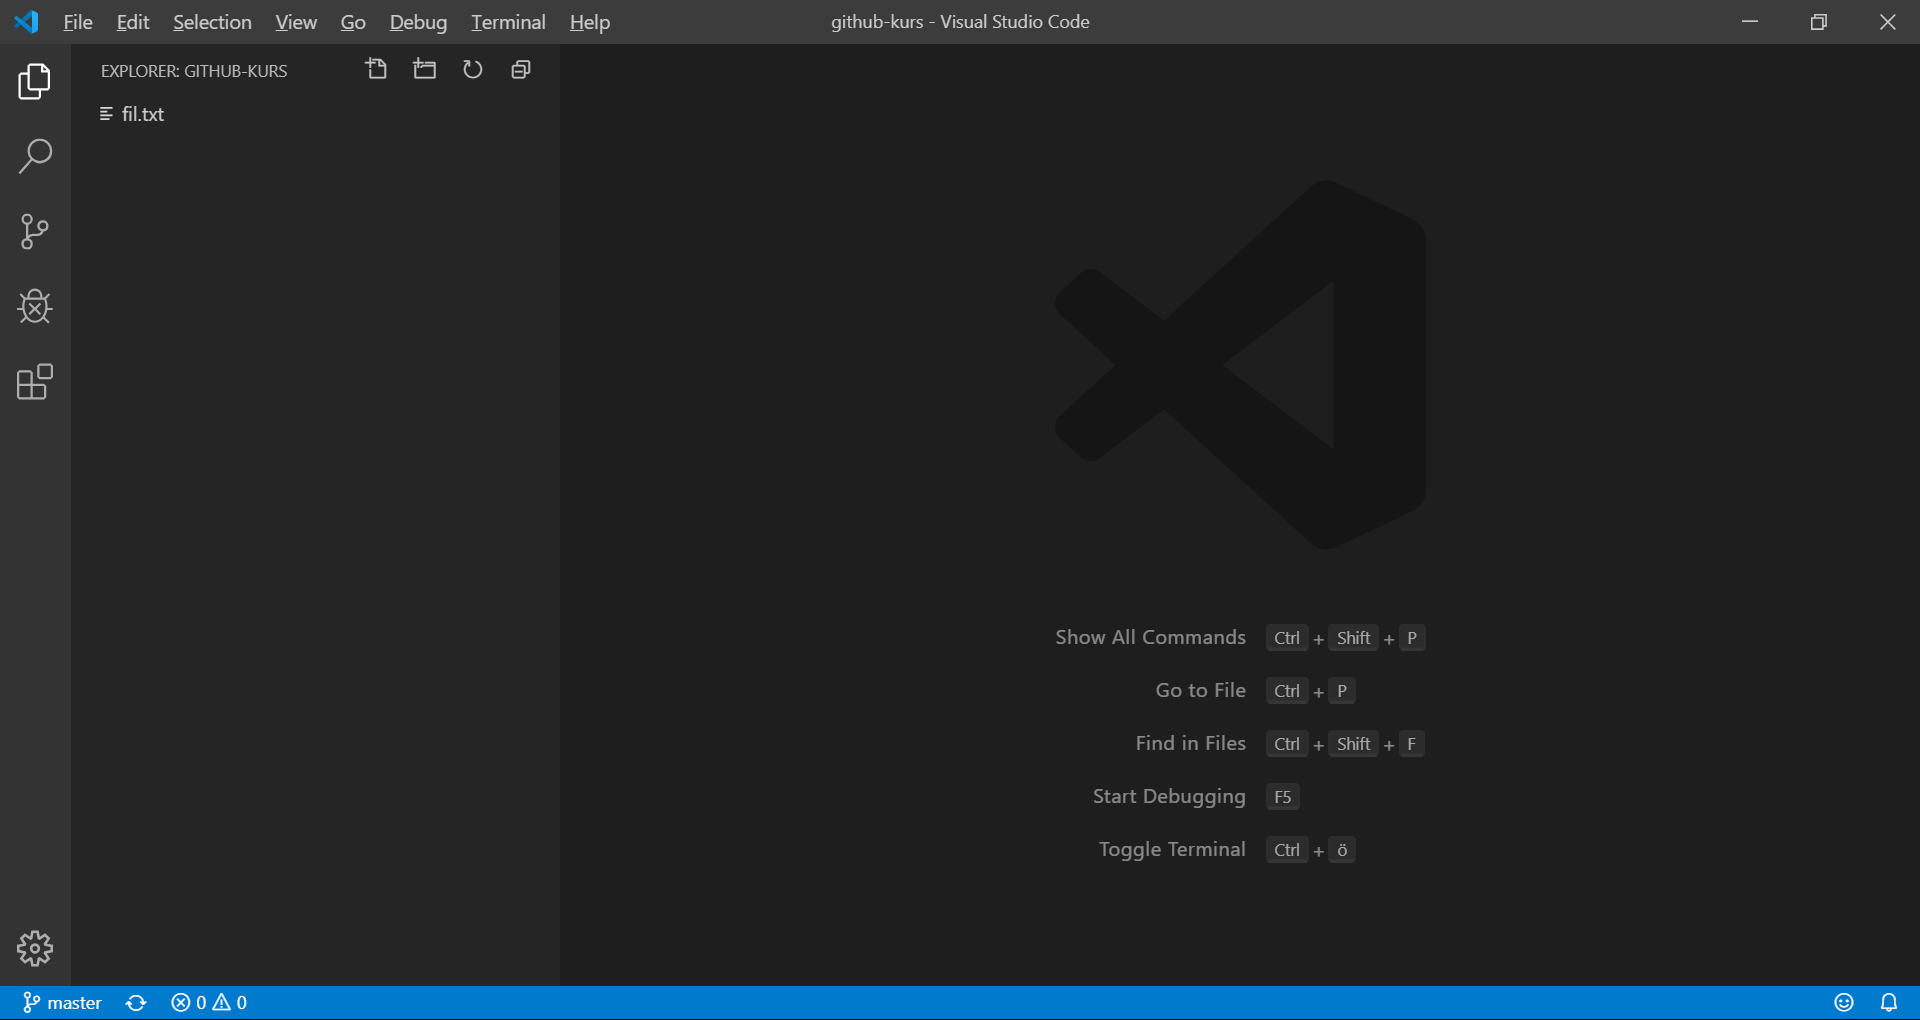 File Edit Selection View Go Debug Terminal Help github-kurs - Visual Studio Code
EXPLORER: GITHUB-KURS
fil.txt
Show All Commands Ctrl + Shift + P
Go to File Ctrl + P
Find in Files Ctrl + Shift + F
Start Debugging F5
Toggle Terminal Ctrl + ö
master 0 0